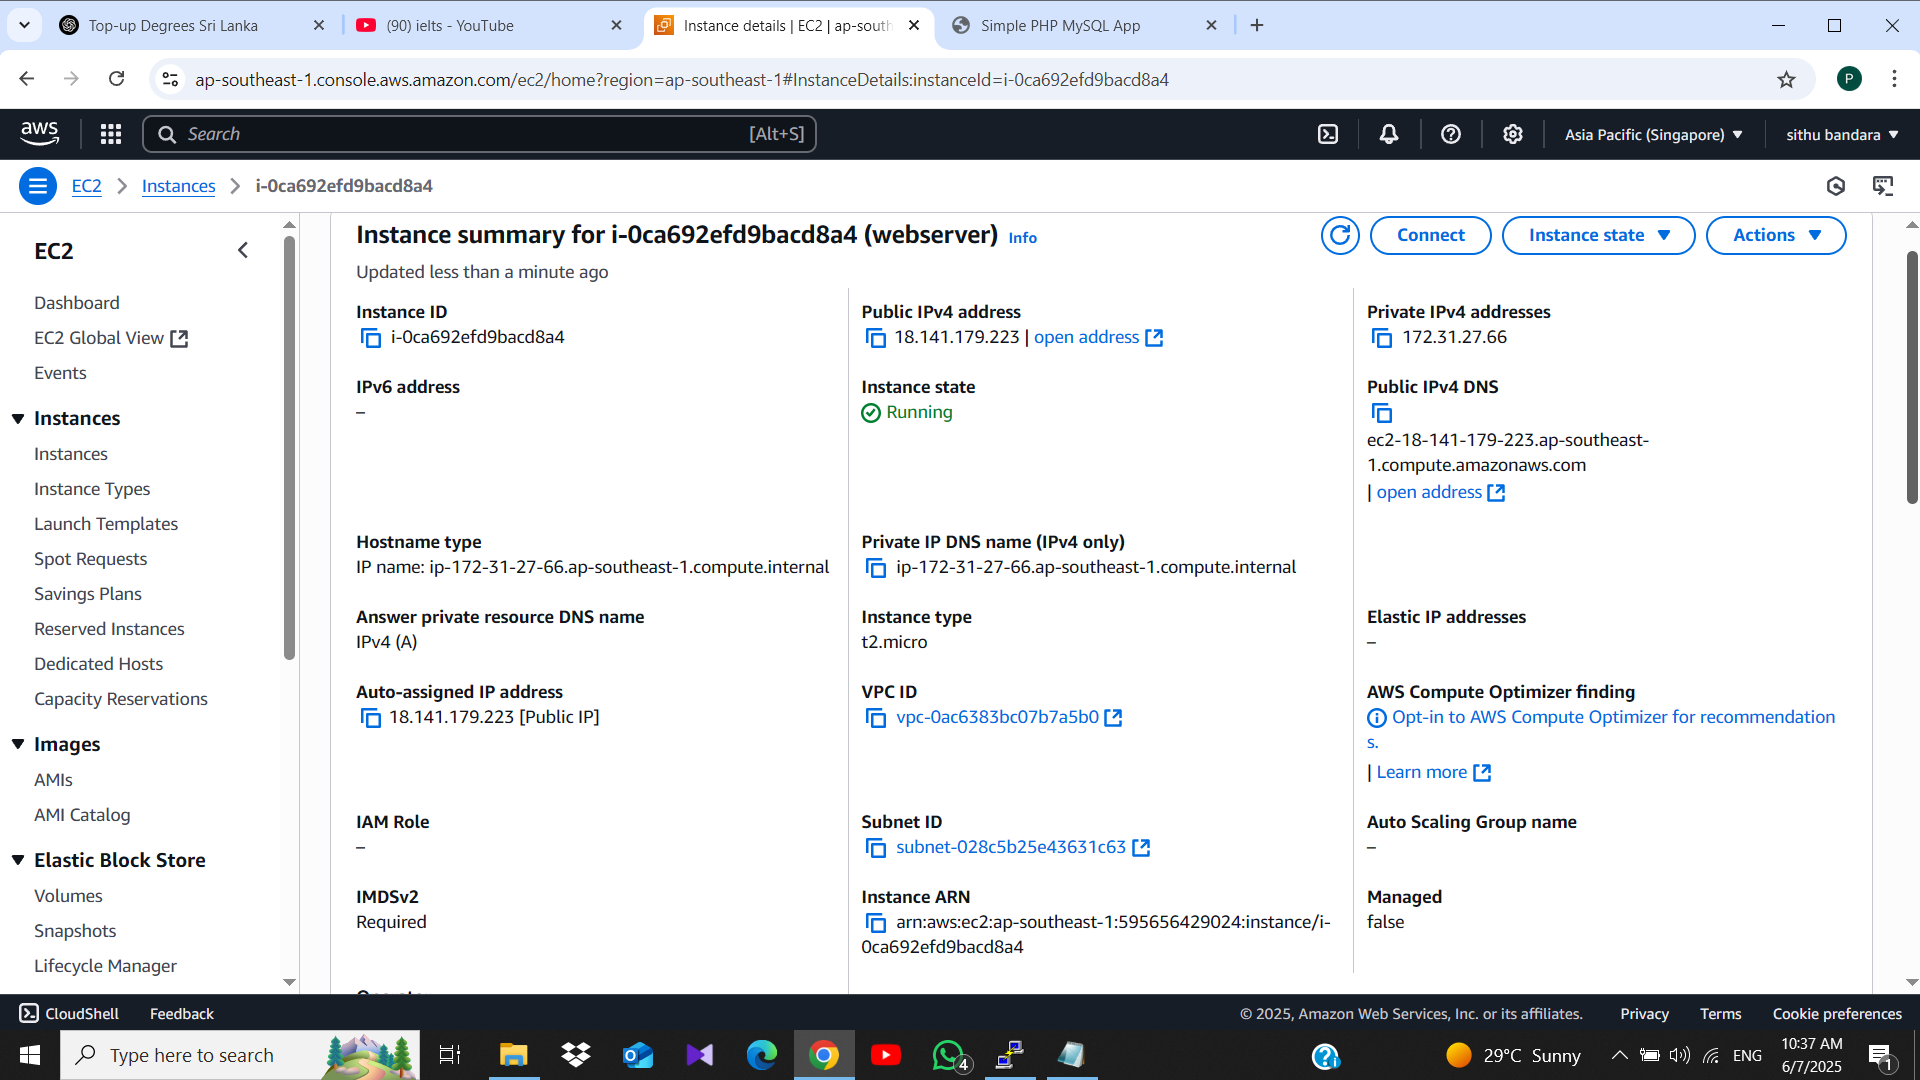 Top-up Degrees Sri Lanka
(90) ielts - YouTube
Instance details | EC2 | ap-south
Simple PHP MySQL App
ap-southeast-1.console.aws.amazon.com/ec2/home?region=ap-southeast-1#InstanceDetails:instanceId=i-0ca692efd9bacd8a4
P
aws
Search
[Alt+S]
Asia Pacific (Singapore)
sithu bandara
EC2
Instances
i-0ca692efd9bacd8a4
EC2
Dashboard
EC2 Global View
Events
Instances
Instances
Instance Types
Launch Templates
Spot Requests
Savings Plans
Reserved Instances
Dedicated Hosts
Capacity Reservations
Images
AMIs
AMI Catalog
Elastic Block Store
Volumes
Snapshots
Lifecycle Manager
Instance summary for i-0ca692efd9bacd8a4 (webserver) Info
Updated less than a minute ago
Connect
Instance state
Actions
Instance ID
i-0ca692efd9bacd8a4
Public IPv4 address
18.141.179.223 | open address
Private IPv4 addresses
172.31.27.66
IPv6 address
–
Instance state
Running
Public IPv4 DNS
ec2-18-141-179-223.ap-southeast-
1.compute.amazonaws.com
| open address
Hostname type
IP name: ip-172-31-27-66.ap-southeast-1.compute.internal
Private IP DNS name (IPv4 only)
ip-172-31-27-66.ap-southeast-1.compute.internal
Answer private resource DNS name
IPv4 (A)
Instance type
t2.micro
Elastic IP addresses
–
Auto-assigned IP address
18.141.179.223 [Public IP]
VPC ID
vpc-0ac6383bc07b7a5b0
AWS Compute Optimizer finding
Opt-in to AWS Compute Optimizer for recommendation
s.
| Learn more
IAM Role
–
Subnet ID
subnet-028c5b25e43631c63
Auto Scaling Group name
–
IMDSv2
Required
Instance ARN
arn:aws:ec2:ap-southeast-1:595656429024:instance/i-
0ca692efd9bacd8a4
Managed
false
CloudShell
Feedback
© 2025, Amazon Web Services, Inc. or its affiliates.
Privacy
Terms
Cookie preferences
Type here to search
4
29°C Sunny
ENG
10:37 AM
6/7/2025
1